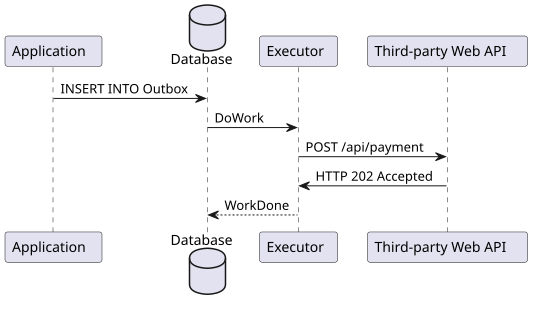 Application
Database
Executor
Third-party Web API
INSERT INTO Outbox
DoWork
POST /api/payment
HTTP 202 Accepted
WorkDone
Application
Database
Executor
Third-party Web API